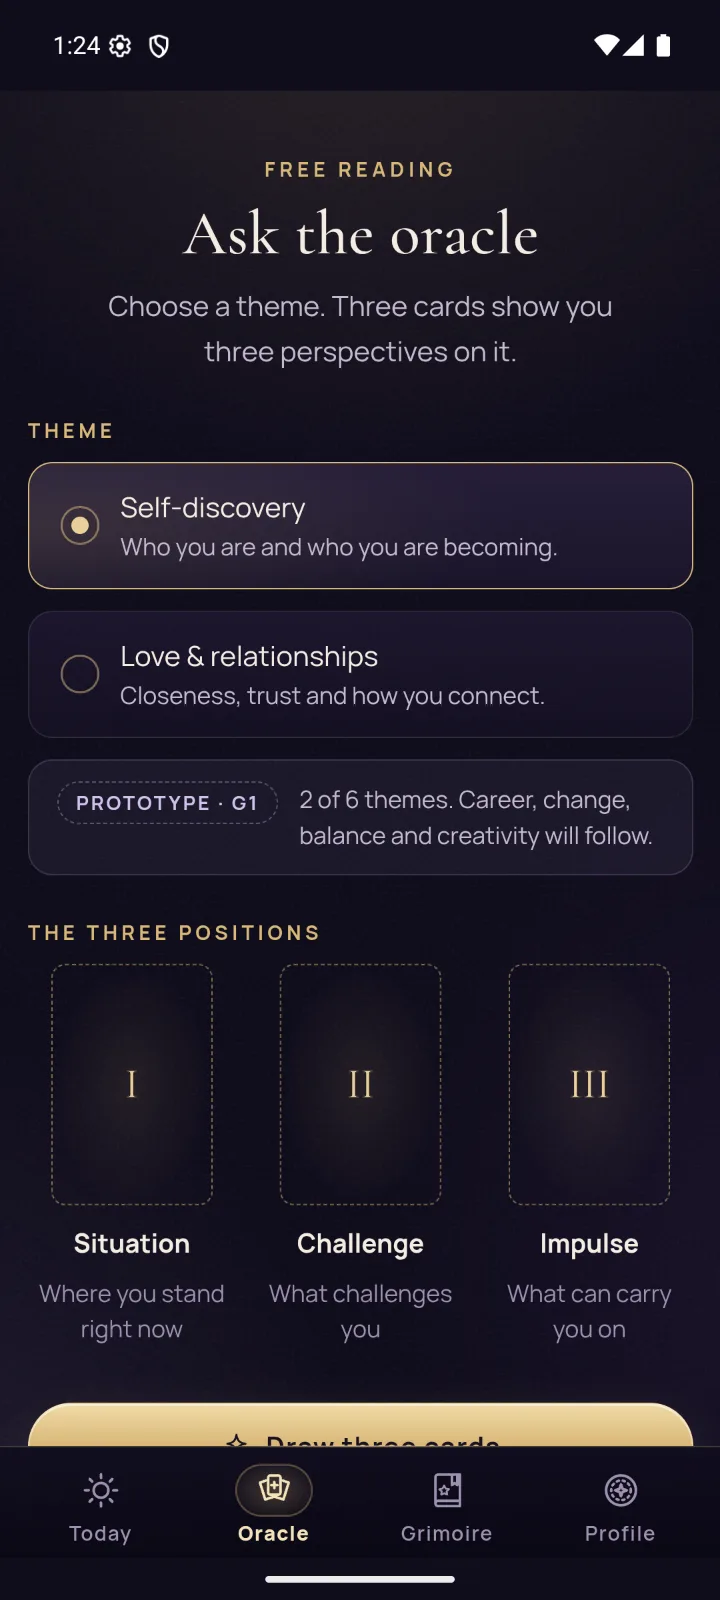 1:24
FREE READING
Ask the oracle
Choose a theme. Three cards show you
three perspectives on it.
THEME
Self-discovery
Who you are and who you are becoming.
Love & relationships
Closeness, trust and how you connect.
PROTOTYPE · G1
2 of 6 themes. Career, change,
balance and creativity will follow.
THE THREE POSITIONS
I
II
III
Situation
Challenge
Impulse
Where you stand
right now
What challenges
you
What can carry
you on
Draw three cards
Today
Oracle
Grimoire
Profile